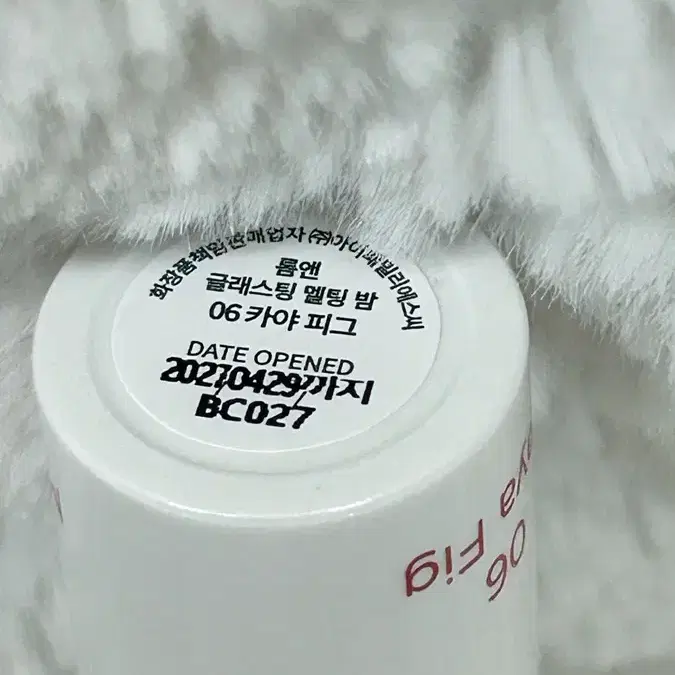 화장품책임판매업자 ㈜아이패밀리에스씨
롬앤
글래스팅 멜팅 밤
06 카야 피그
DATE OPENED
20270429까지
BC027
06
Fig